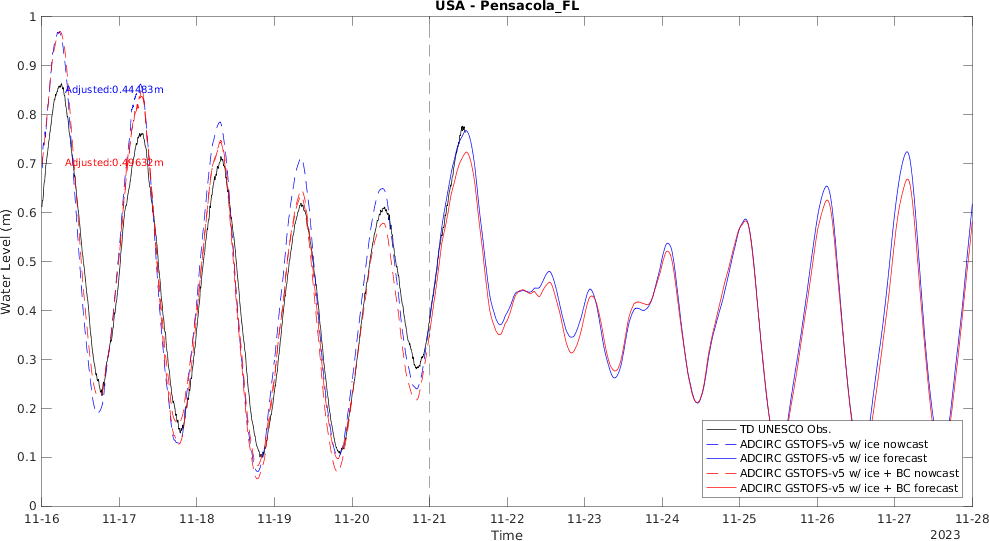 USA - Pensacola_FL
1
0.9
0.8
0.7
0.6
0.5
0.4
0.3
0.2
0.1
0
Water Level (m)
Adjusted:0.44483m
Adjusted:0.49632m
TD UNESCO Obs.
ADCIRC GSTOFS-v5 w/ ice nowcast
ADCIRC GSTOFS-v5 w/ ice forecast
ADCIRC GSTOFS-v5 w/ ice + BC nowcast
ADCIRC GSTOFS-v5 w/ ice + BC forecast
11-16 11-17 11-18 11-19 11-20 11-21 11-22 11-23 11-24 11-25 11-26 11-27 11-28
Time
2023